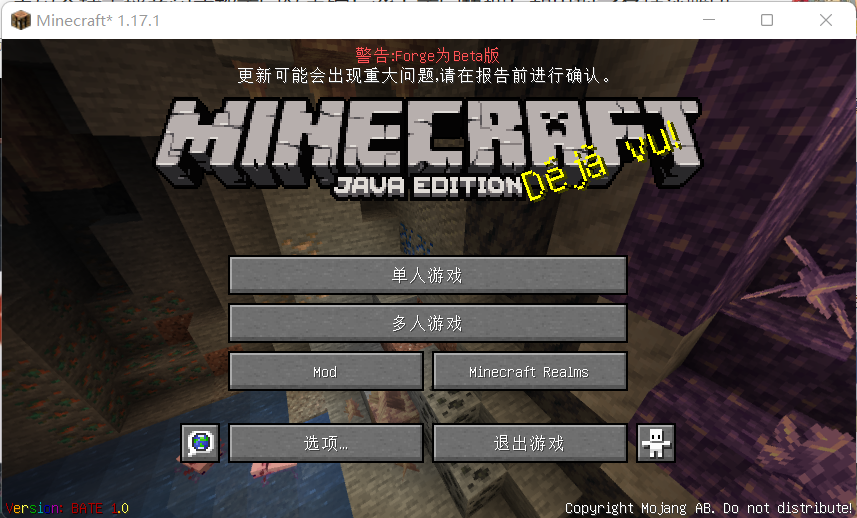 Minecraft* 1.17.1
警告:Forge为Beta版
更新可能会出现重大问题,请在报告前进行确认。
MINECRAFT
JAVA EDITION
Déjà vu!
单人游戏
多人游戏
Mod
Minecraft Realms
选项...
退出游戏
Version: BATE 1.0
Copyright Mojang AB. Do not distribute!